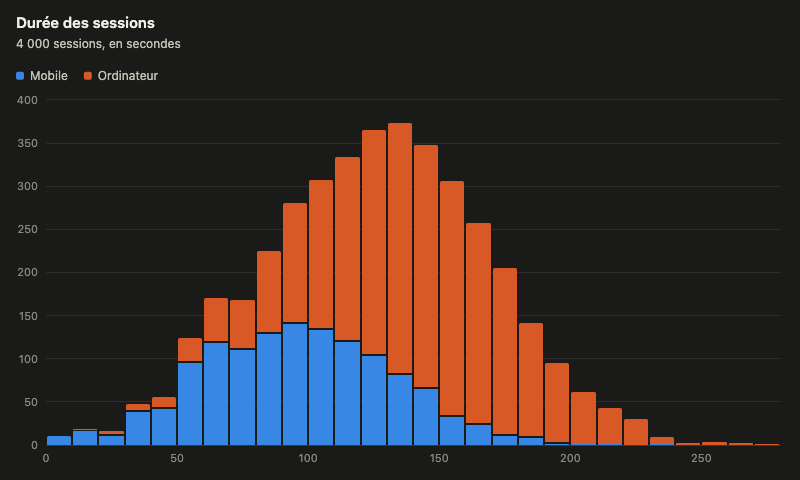 Durée des sessions
4 000 sessions, en secondes
Mobile Ordinateur
400
350
300
250
200
150
100
50
0
0 50 100 150 200 250